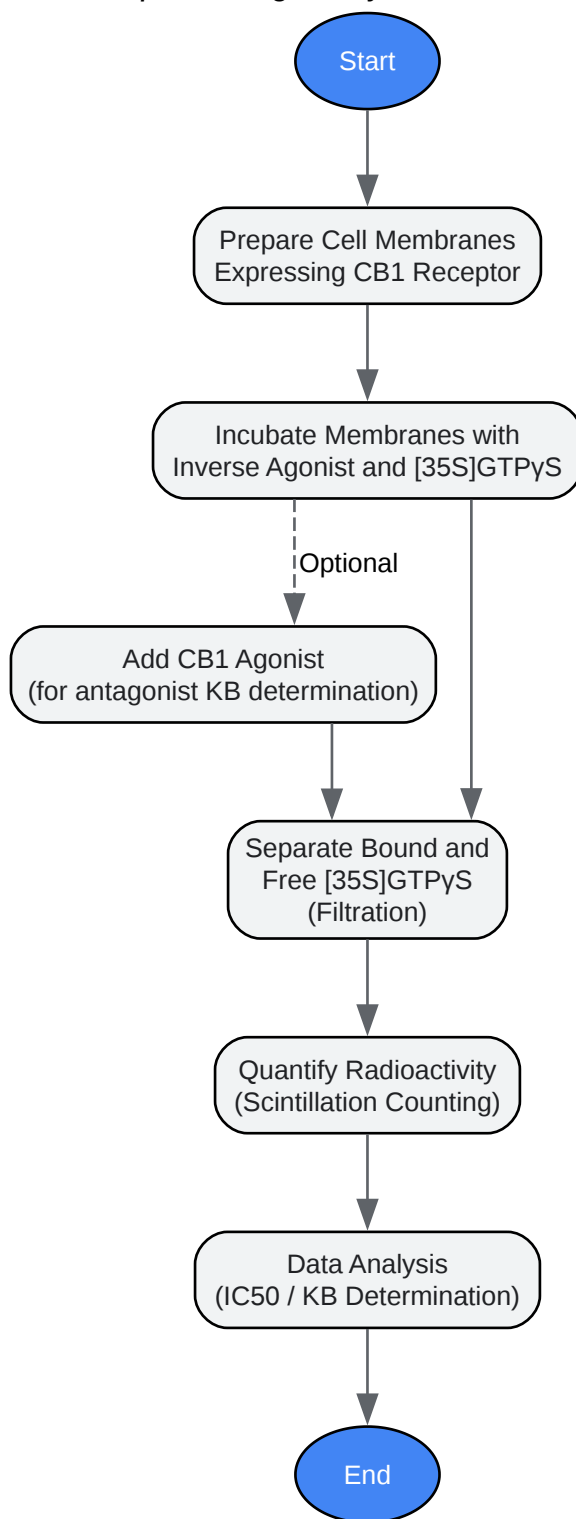 Start
Prepare Cell Membranes
Expressing CB1 Receptor
Incubate Membranes with
Inverse Agonist and [35S]GTPγS
Optional
Add CB1 Agonist
(for antagonist KB determination)
Separate Bound and
Free [35S]GTPγS
(Filtration)
Quantify Radioactivity
(Scintillation Counting)
Data Analysis
(IC50 / KB Determination)
End